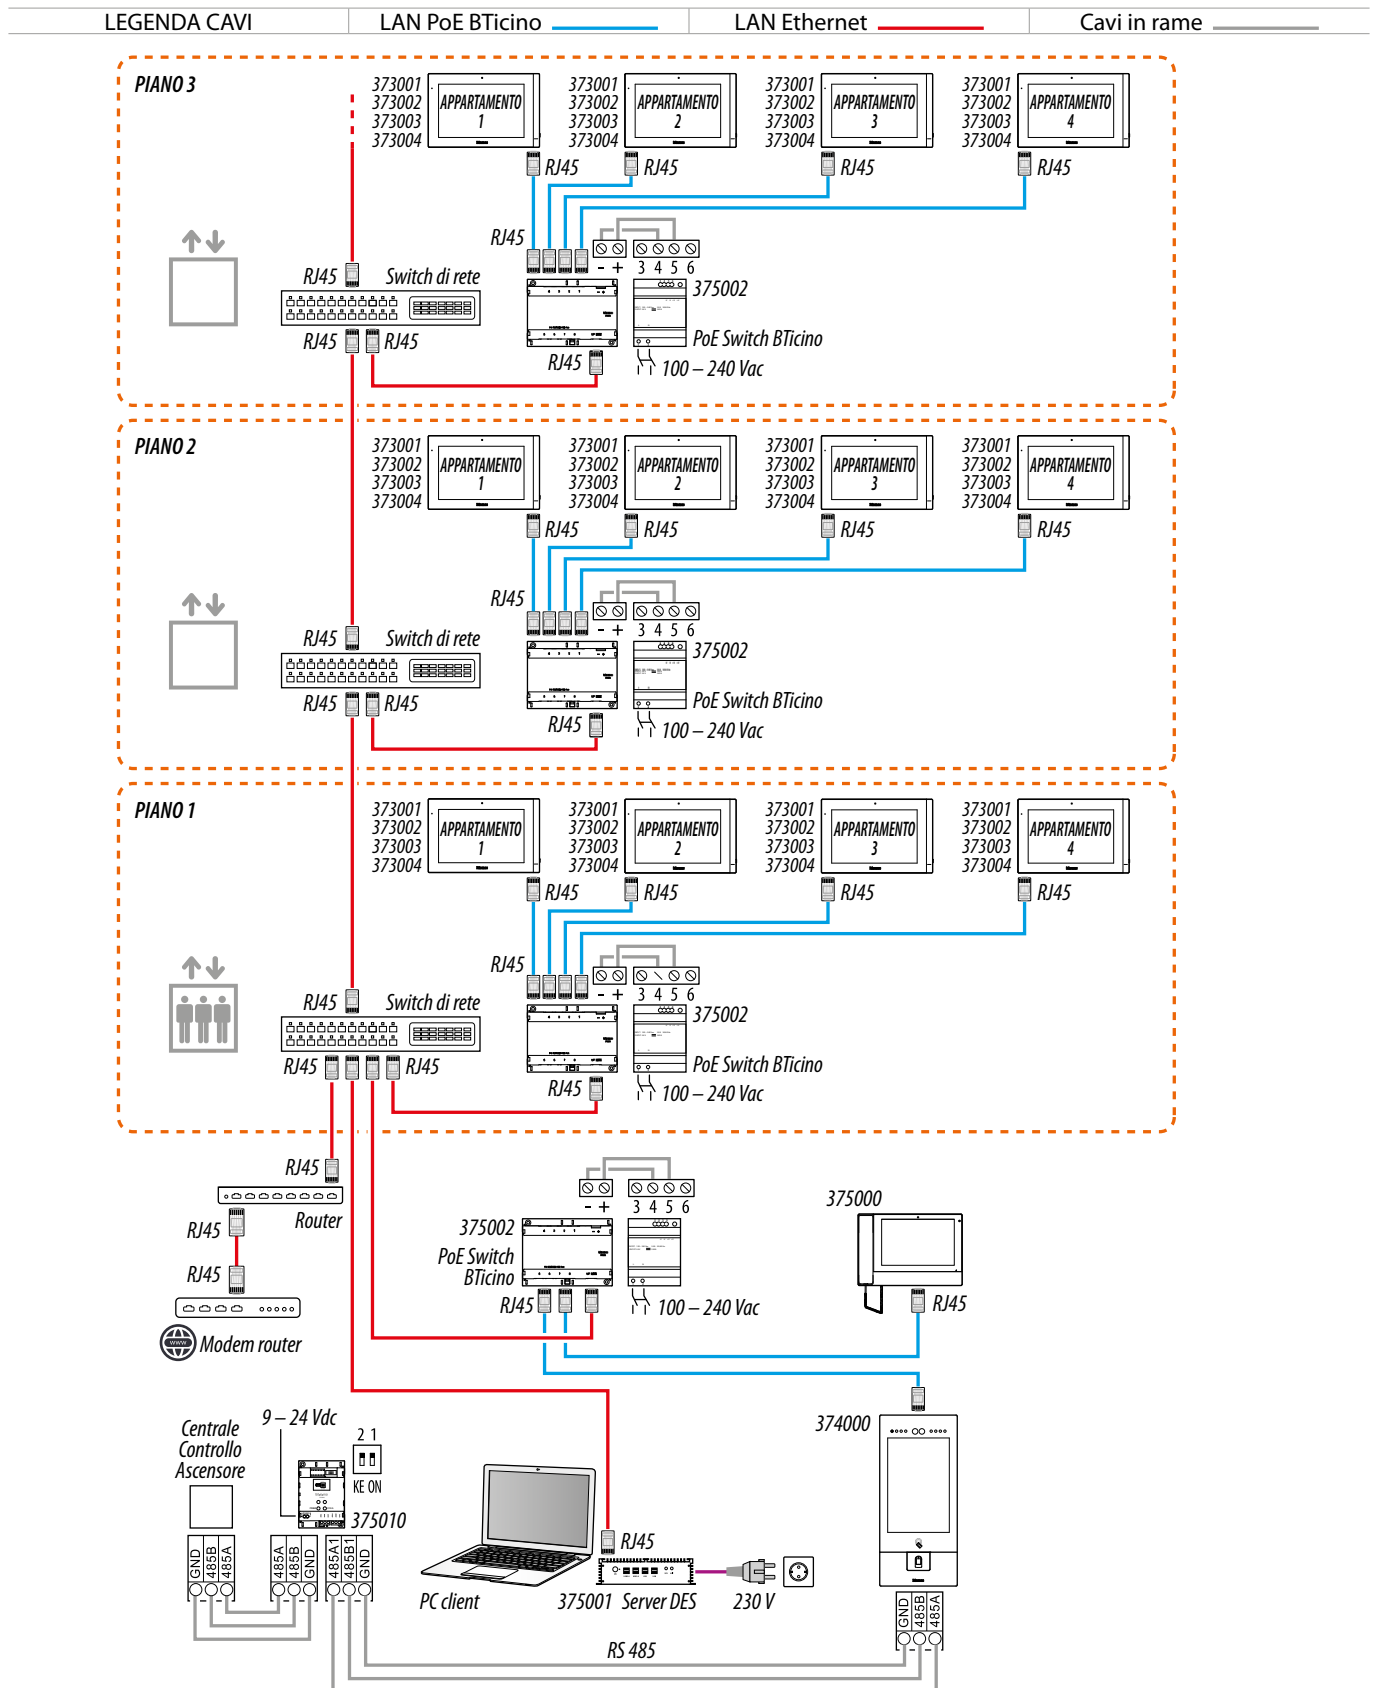 LEGENDA CAVI LAN PoE BTicino LAN Ethernet Cavi in rame
PIANO 3
373001 373001 373001 373001
373002 373002 373002 373002
373003 373003 373003 373003
373004 373004 373004 373004
APPARTAMENTO APPARTAMENTO APPARTAMENTO APPARTAMENTO
1 2 3 4
RJ45 RJ45 RJ45 RJ45
RJ45
- + 3 4 5 6
RJ45 Switch di rete
375002
RJ45 RJ45
PoE Switch BTicino
RJ45
100 – 240 Vac
PIANO 2
373001 373001 373001 373001
373002 373002 373002 373002
373003 373003 373003 373003
373004 373004 373004 373004
APPARTAMENTO APPARTAMENTO APPARTAMENTO APPARTAMENTO
1 2 3 4
RJ45 RJ45 RJ45 RJ45
RJ45
- + 3 4 5 6
RJ45 Switch di rete
375002
RJ45 RJ45
PoE Switch BTicino
RJ45
100 – 240 Vac
PIANO 1
373001 373001 373001 373001
373002 373002 373002 373002
373003 373003 373003 373003
373004 373004 373004 373004
APPARTAMENTO APPARTAMENTO APPARTAMENTO APPARTAMENTO
1 2 3 4
RJ45 RJ45 RJ45 RJ45
RJ45
- + 3 4 5 6
RJ45 Switch di rete
375002
RJ45 RJ45
PoE Switch BTicino
RJ45
100 – 240 Vac
RJ45
Router
RJ45
RJ45
WWW
Modem router
- + 3 4 5 6
375002
PoE Switch
BTicino
RJ45
100 – 240 Vac
375000
RJ45
374000
Centrale
Controllo
Ascensore
9 – 24 Vdc
2 1
KE ON
375010
GND 485B 485A
485A 485B GND
485A1 485B1 GND
PC client
RJ45
375001 Server DES
230 V
GND 485B 485A
RS 485